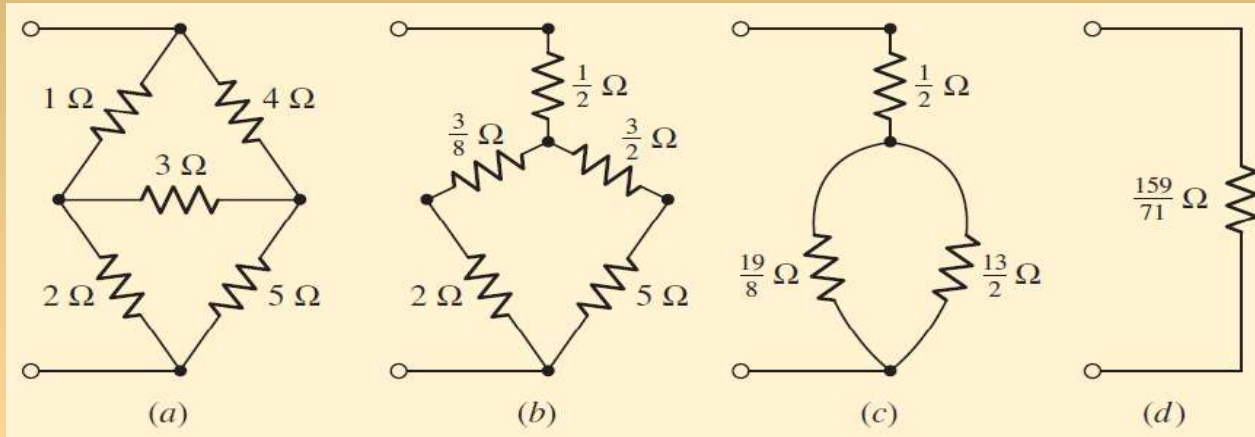 1 Ω
4 Ω
3 Ω
2 Ω
5 Ω
(a)
1/2 Ω
3/8 Ω
3/2 Ω
2 Ω
5 Ω
(b)
1/2 Ω
19/8 Ω
13/2 Ω
(c)
159/71 Ω
(d)